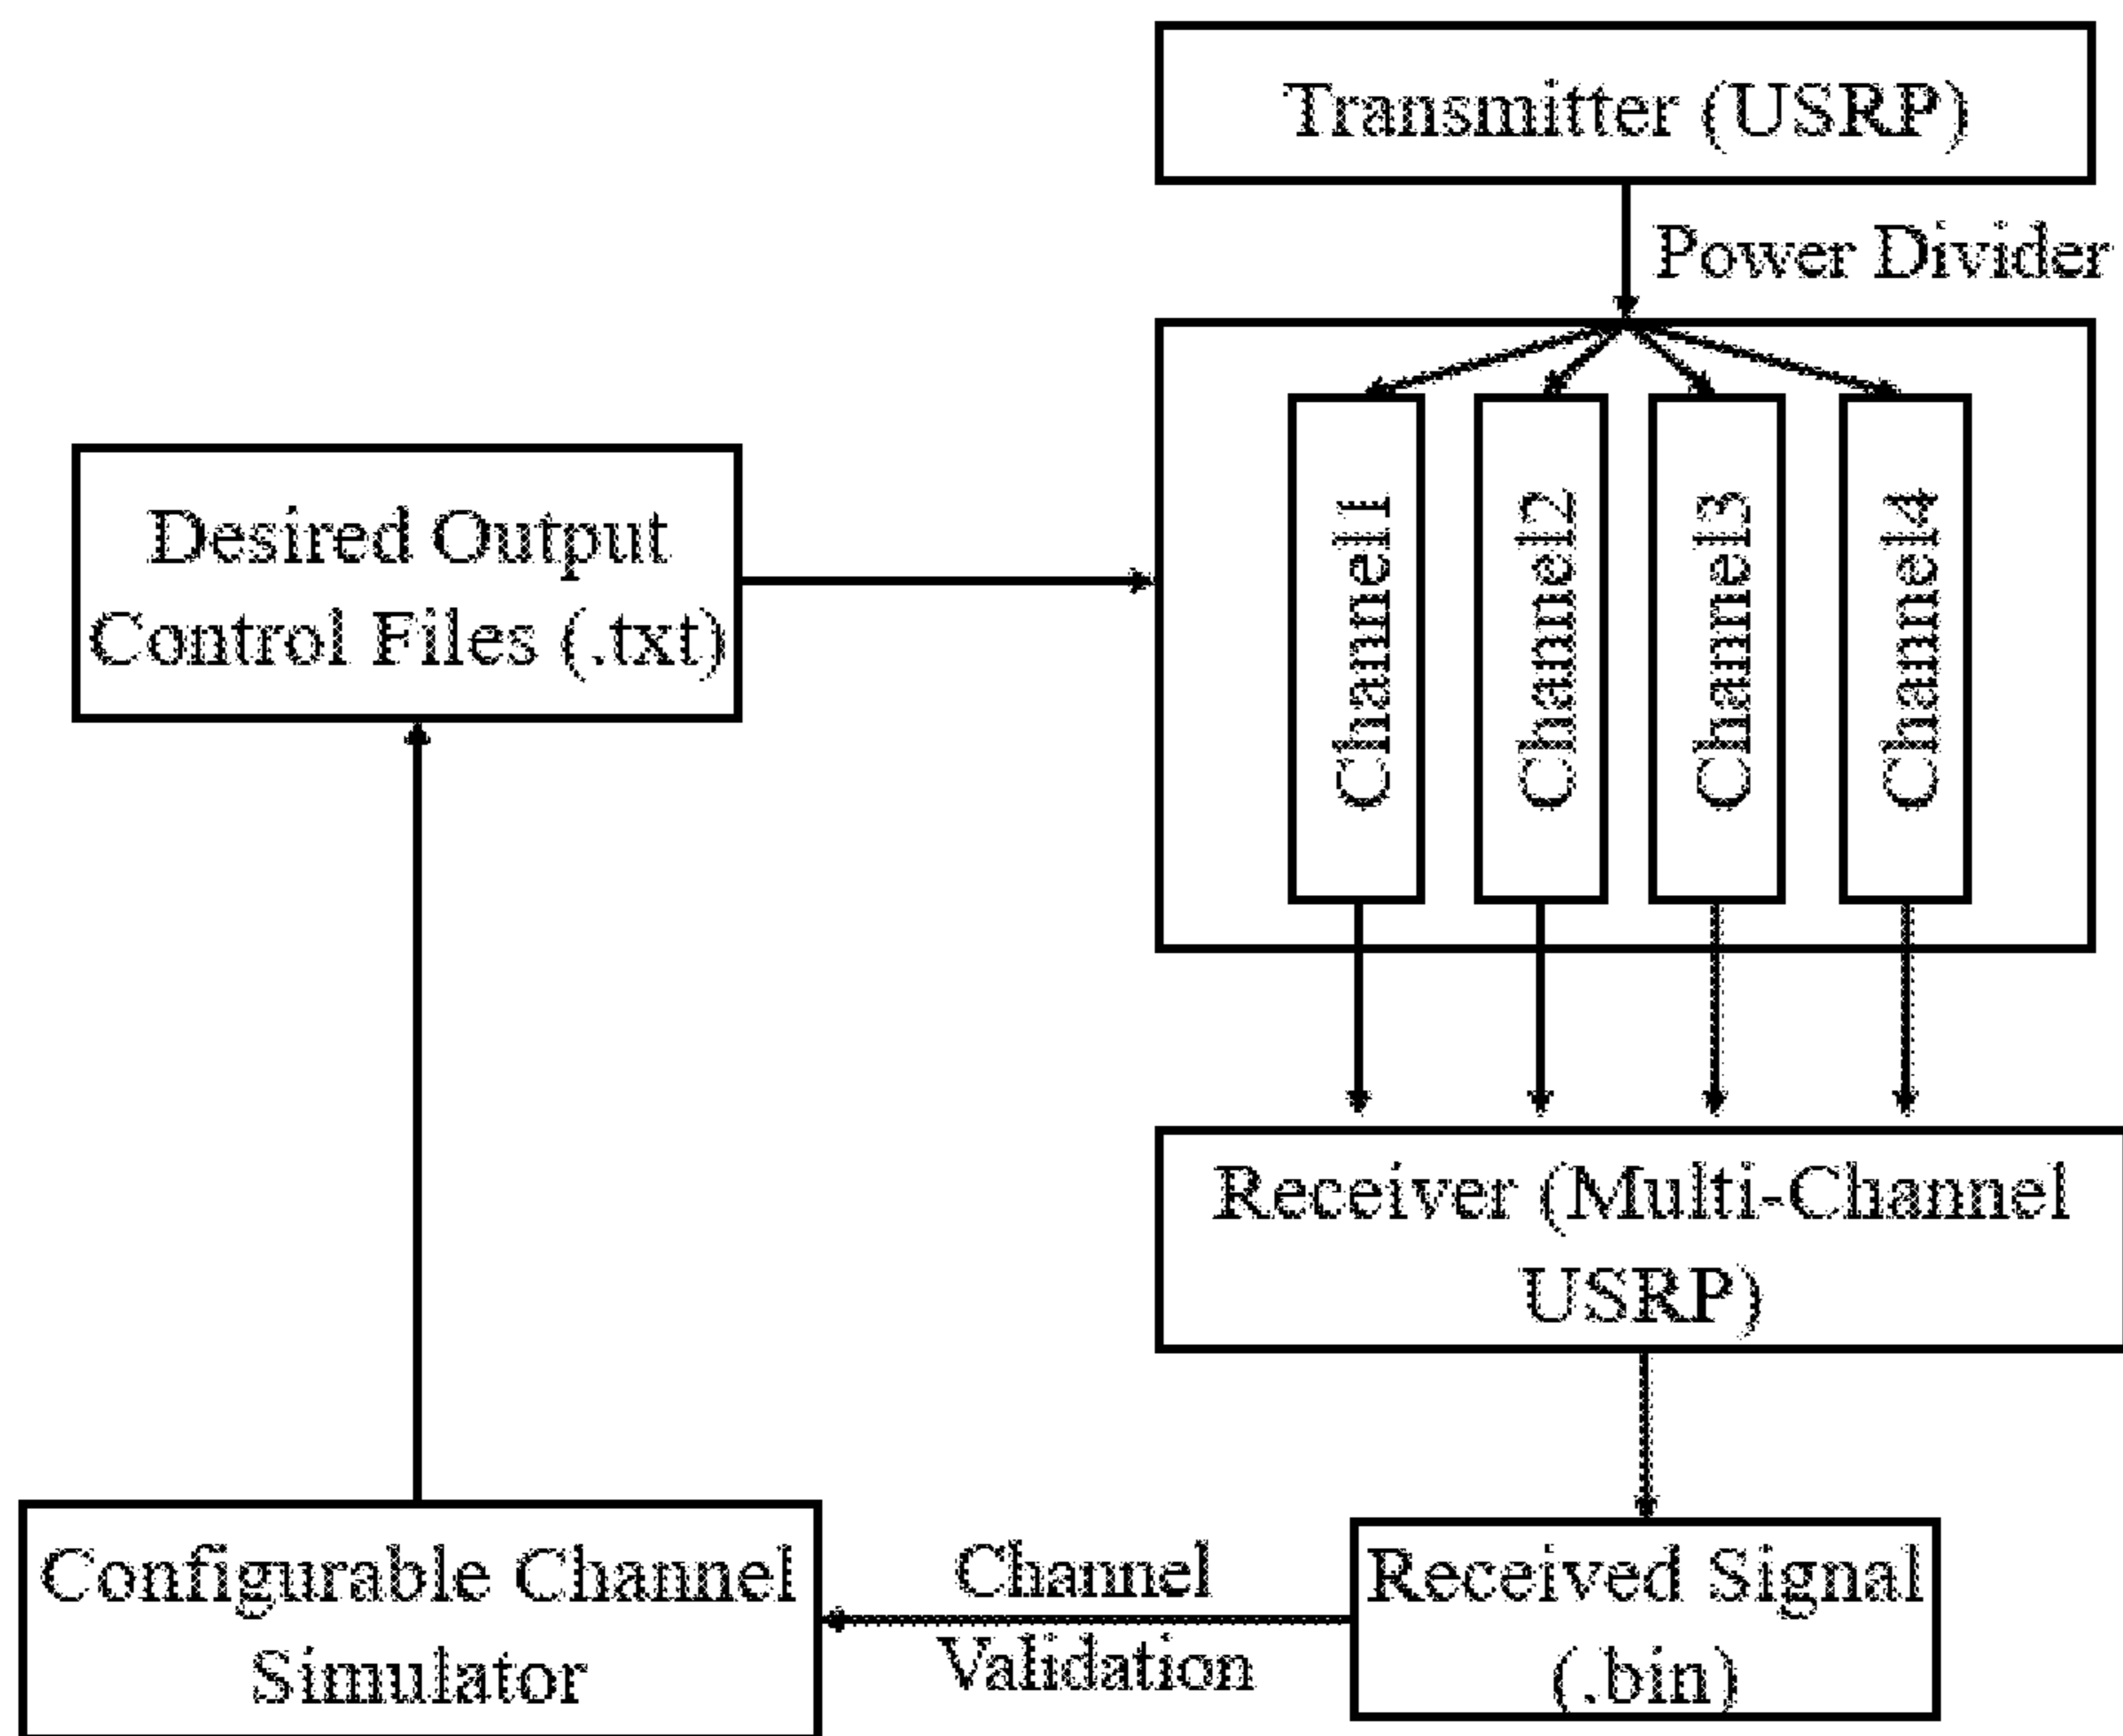 Transmitter (USRP)
Power Divider
Desired Output
Control Files (.txt)
Channel1
Channel2
Channel3
Channel4
Receiver (Multi-Channel
USRP)
Configurable Channel
Simulator
Channel
Validation
Received Signal
(.bin)